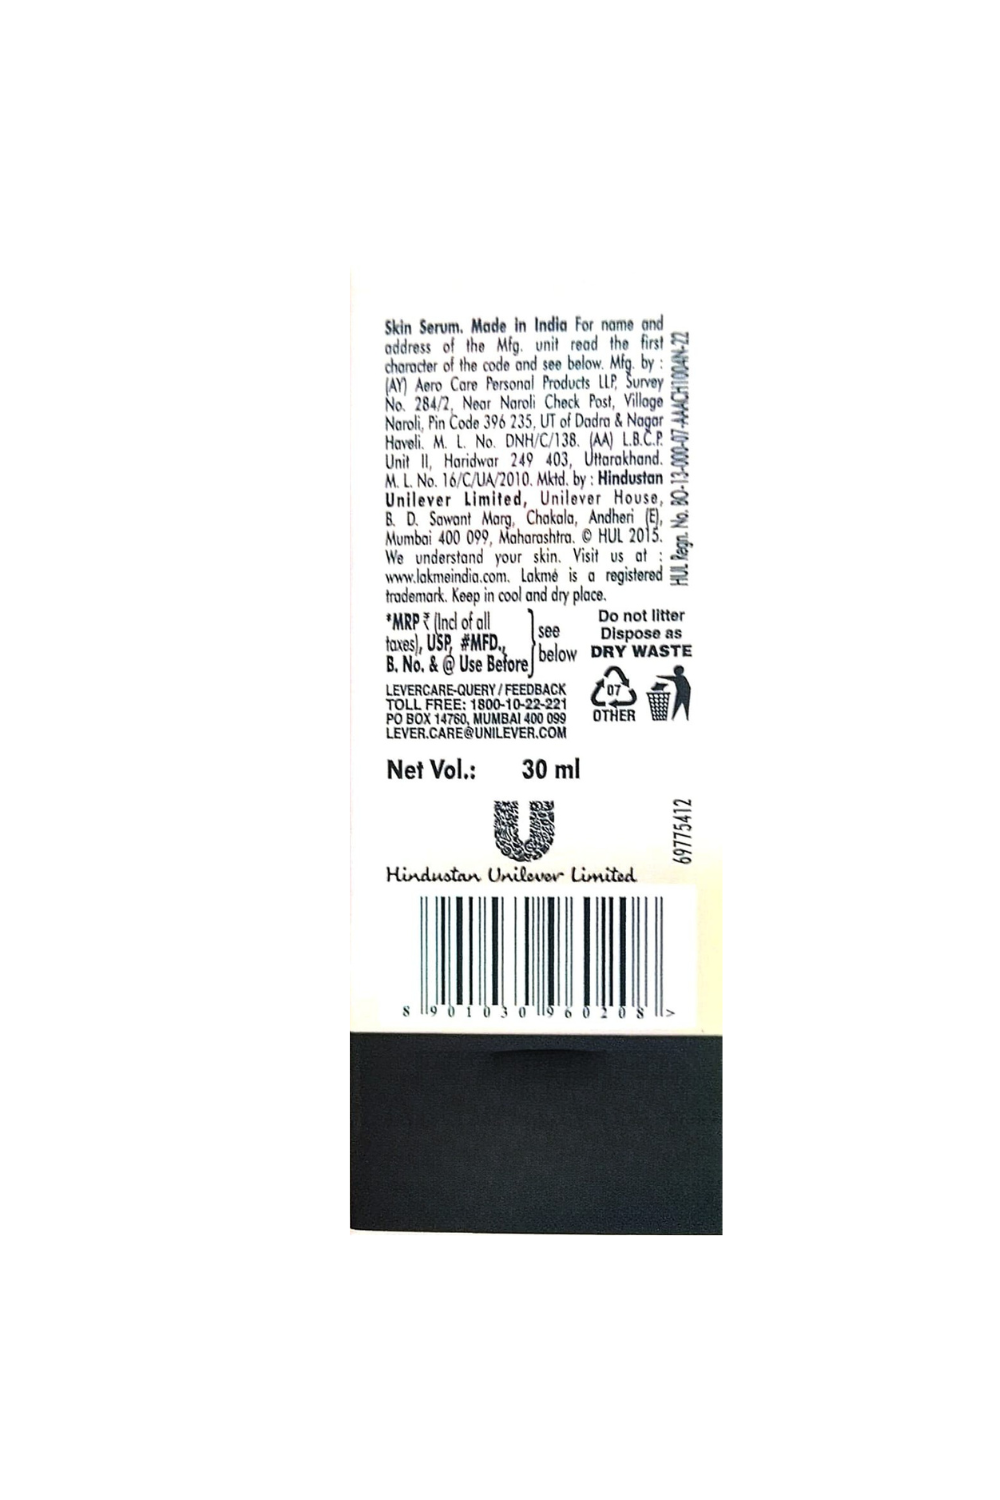 Skin Serum. Made in India For name and
address of the Mfg. unit read the first
character of the code and see below. Mfg. by :
(AY) Aero Care Personal Products LLP, Survey
No. 284/2, Near Naroli Check Post, Village
Naroli, Pin Code 396 235, UT of Dadra & Nagar
Haveli. M. L. No. DNH/C/138. (AA) L.B.C.P.
Unit II, Haridwar 249 403, Uttarakhand.
M. L. No. 16/C/UA/2010. Mktd. by : Hindustan
Unilever Limited, Unilever House,
B. D. Sawant Marg, Chakala, Andheri (E),
Mumbai 400 099, Maharashtra. © HUL 2015.
We understand your skin. Visit us at :
www.lakmeindia.com. Lakmé is a registered
trademark. Keep in cool and dry place.
HUL Regn. No. BO-13-000-07-AAACH1004N-22
*MRP ₹ (Incl of all
taxes), USP, #MFD.,
B. No. & @ Use Before
see
below
Do not litter
Dispose as
DRY WASTE
07
OTHER
LEVERCARE-QUERY / FEEDBACK
TOLL FREE: 1800-10-22-221
PO BOX 14760, MUMBAI 400 099
LEVER.CARE@UNILEVER.COM
Net Vol.: 30 ml
69775412
Hindustan Unilever Limited
8 901030 960208 >